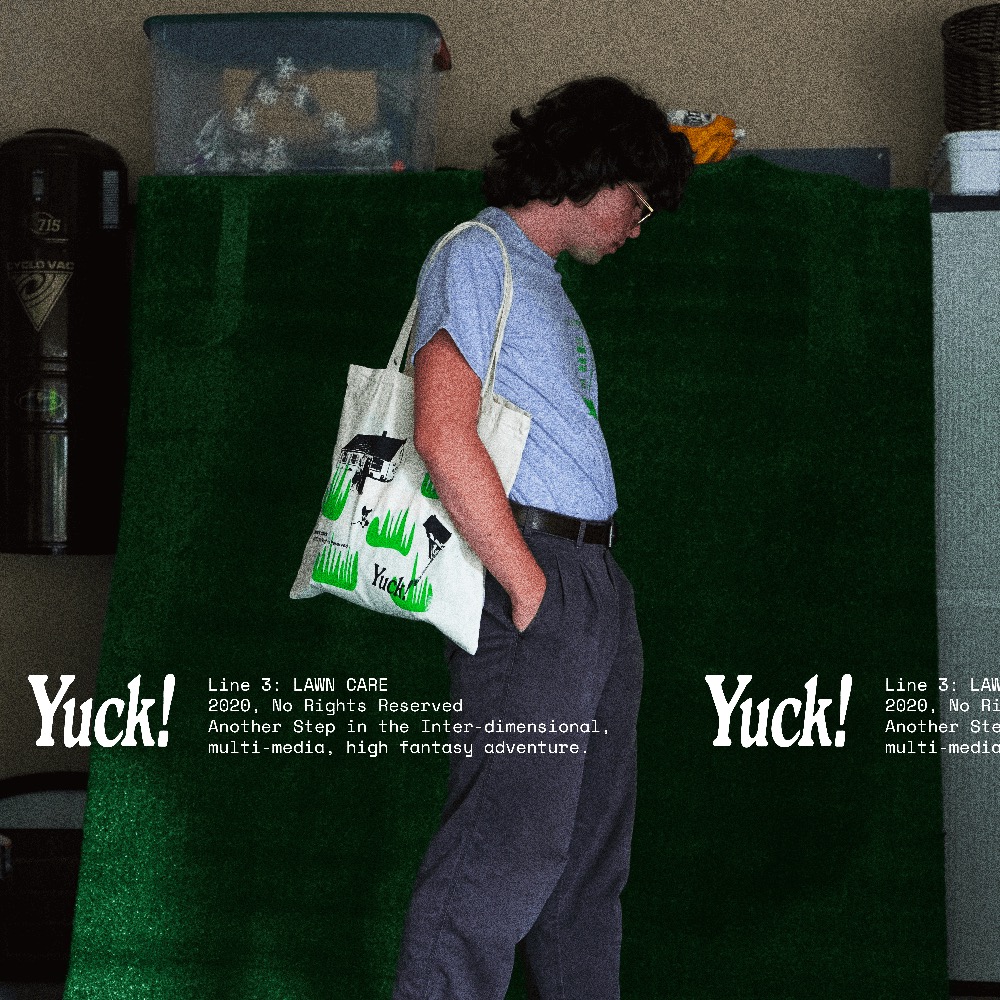 715
CYCLO VAC
Yuck!
Yuck!
Line 3: LAWN CARE
2020, No Rights Reserved
Another Step in the Inter-dimensional,
multi-media, high fantasy adventure.
Yuck!
Line 3: LAW
2020, No Ri
Another Ste
multi-media